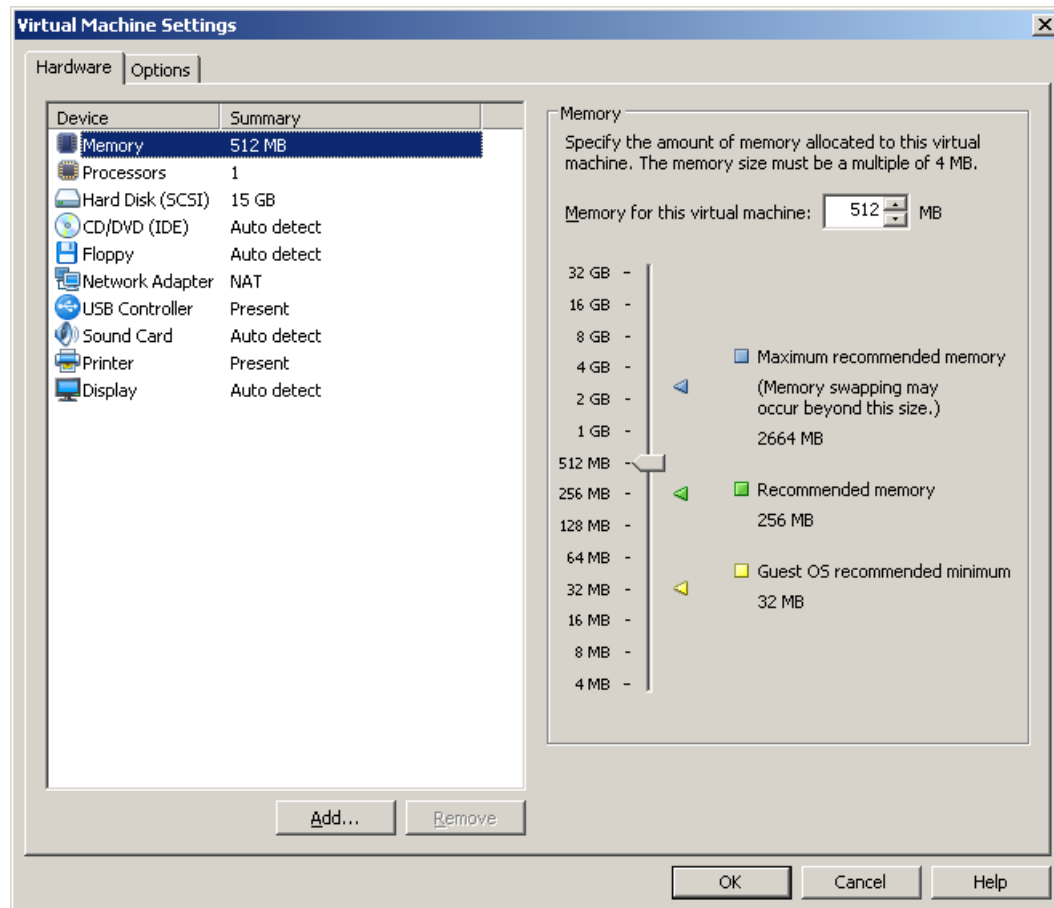 Virtual Machine Settings
Hardware Options
Device Summary
Memory 512 MB
Processors 1
Hard Disk (SCSI) 15 GB
CD/DVD (IDE) Auto detect
Floppy Auto detect
Network Adapter NAT
USB Controller Present
Sound Card Auto detect
Printer Present
Display Auto detect
Add... Remove
Memory
Specify the amount of memory allocated to this virtual
machine. The memory size must be a multiple of 4 MB.
Memory for this virtual machine: 512 MB
32 GB
16 GB
8 GB
4 GB
2 GB
1 GB
512 MB
256 MB
128 MB
64 MB
32 MB
16 MB
8 MB
4 MB
Maximum recommended memory
(Memory swapping may
occur beyond this size.)
2664 MB
Recommended memory
256 MB
Guest OS recommended minimum
32 MB
OK Cancel Help